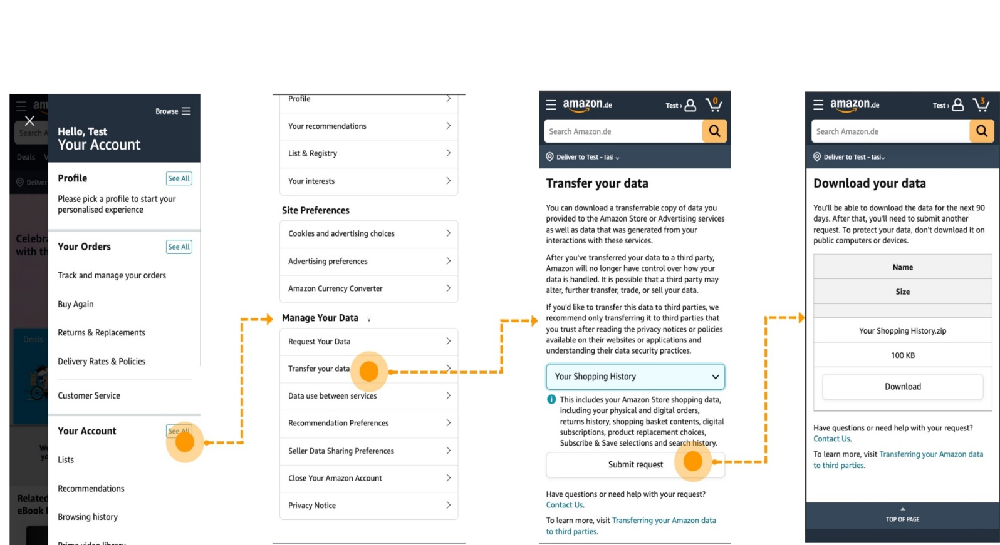 am
Search A
Deals V
Deliver
Celebr
with th
Deals
We
yo
Related
eBook
Browse
Hello, Test
Your Account
Profile
See All
Please pick a profile to start your
personalised experience
Your Orders
See All
Track and manage your orders
Buy Again
Returns & Replacements
Delivery Rates & Policies
Customer Service
Your Account
See All
Lists
Recommendations
Browsing history
Prime video library
Profile
Your recommendations
List & Registry
Your interests
Site Preferences
Cookies and advertising choices
Advertising preferences
Amazon Currency Converter
Manage Your Data v
Request Your Data
Transfer your data
Data use between services
Recommendation Preferences
Seller Data Sharing Preferences
Close Your Amazon Account
Privacy Notice
amazon.de
Test ›
0
Search Amazon.de
Deliver to Test - Iasi
Transfer your data
You can download a transferrable copy of data you
provided to the Amazon Store or Advertising services
as well as data that was generated from your
interactions with these services.
After you've transferred your data to a third party,
Amazon will no longer have control over how your
data is handled. It is possible that a third party may
alter, further transfer, trade, or sell your data.
If you'd like to transfer this data to third parties, we
recommend only transferring it to third parties that
you trust after reading the privacy notices or policies
available on their websites or applications and
understanding their data security practices.
Your Shopping History
This includes your Amazon Store shopping data,
including your physical and digital orders,
returns history, shopping basket contents, digital
subscriptions, product replacement choices,
Subscribe & Save selections and search history.
Submit request
Have questions or need help with your request?
Contact Us.
To learn more, visit Transferring your Amazon data
to third parties.
amazon.de
Test ›
3
Search Amazon.de
Deliver to Test - Iasi
Download your data
You'll be able to download the data for the next 90
days. After that, you'll need to submit another
request. To protect your data, don't download it on
public computers or devices.
Name
Size
Your Shopping History.zip
100 KB
Download
Have questions or need help with your request?
Contact Us.
To learn more, visit Transferring your Amazon data
to third parties.
TOP OF PAGE